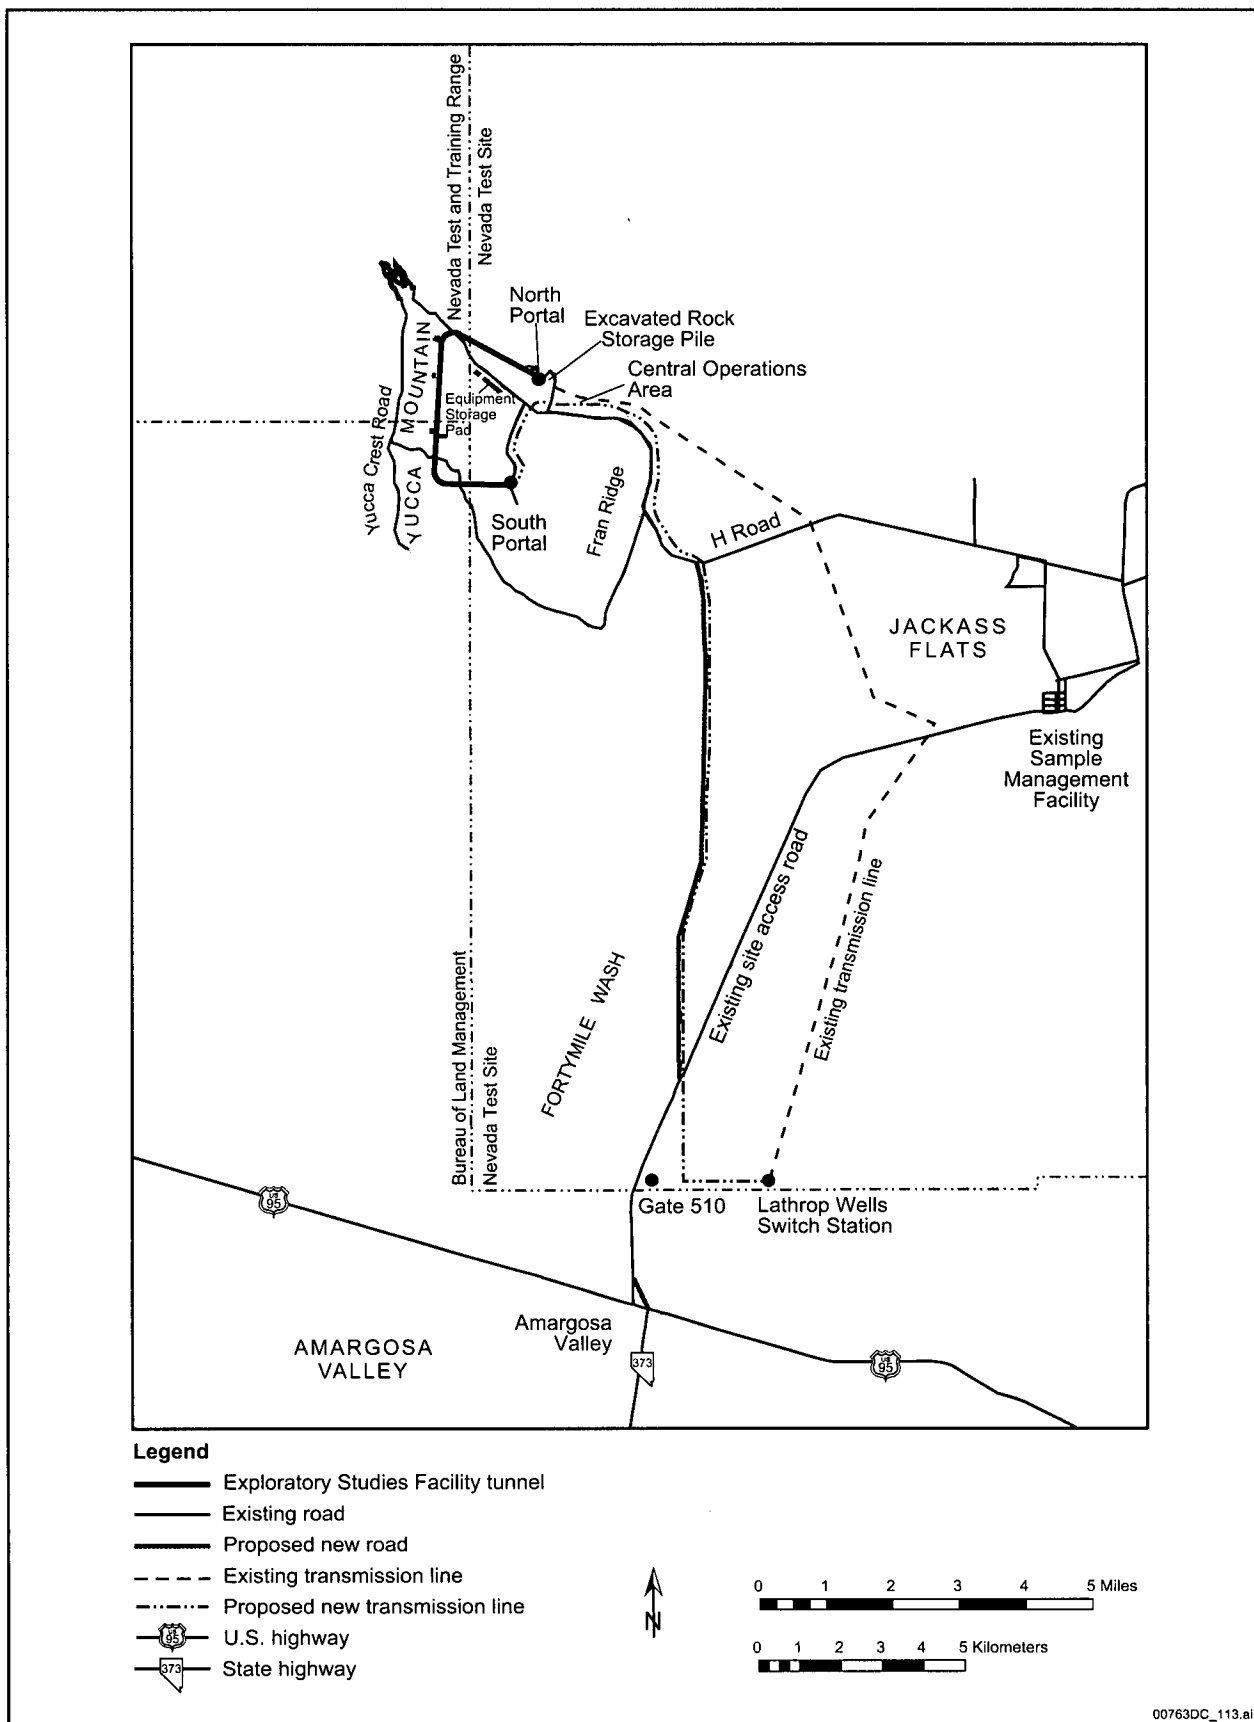 Nevada Test and Training Range
Nevada Test Site
North
Portal
Excavated Rock
Storage Pile
Central Operations
Area
Equipment
Storage
Pad
Yucca Crest Road
YUCCA MOUNTAIN
South
Portal
Fran Ridge
H Road
JACKASS
FLATS
Existing
Sample
Management
Facility
Existing site access road
Existing transmission line
FORTYMILE WASH
Bureau of Land Management
Nevada Test Site
US
95
Gate 510
Lathrop Wells
Switch Station
Amargosa
Valley
AMARGOSA
VALLEY
373
US
95
Legend
Exploratory Studies Facility tunnel
Existing road
Proposed new road
Existing transmission line
Proposed new transmission line
US
95
U.S. highway
373
State highway
N
0 1 2 3 4 5 Miles
0 1 2 3 4 5 Kilometers
00763DC_113.ai